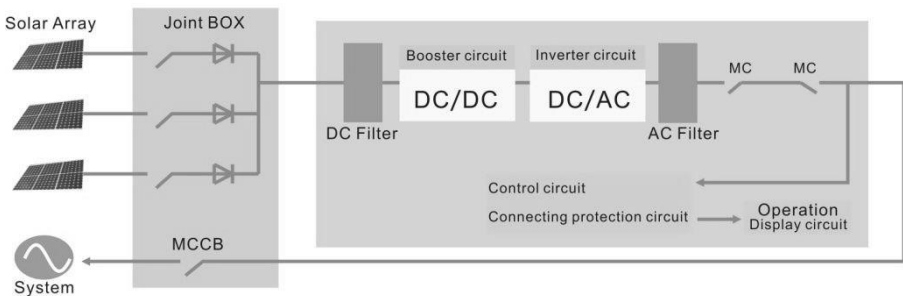 Solar Array
Joint BOX
Booster circuit
Inverter circuit
MC
MC
DC/DC
DC/AC
DC Filter
AC Filter
Control circuit
Connecting protection circuit
Operation
Display circuit
MCCB
System